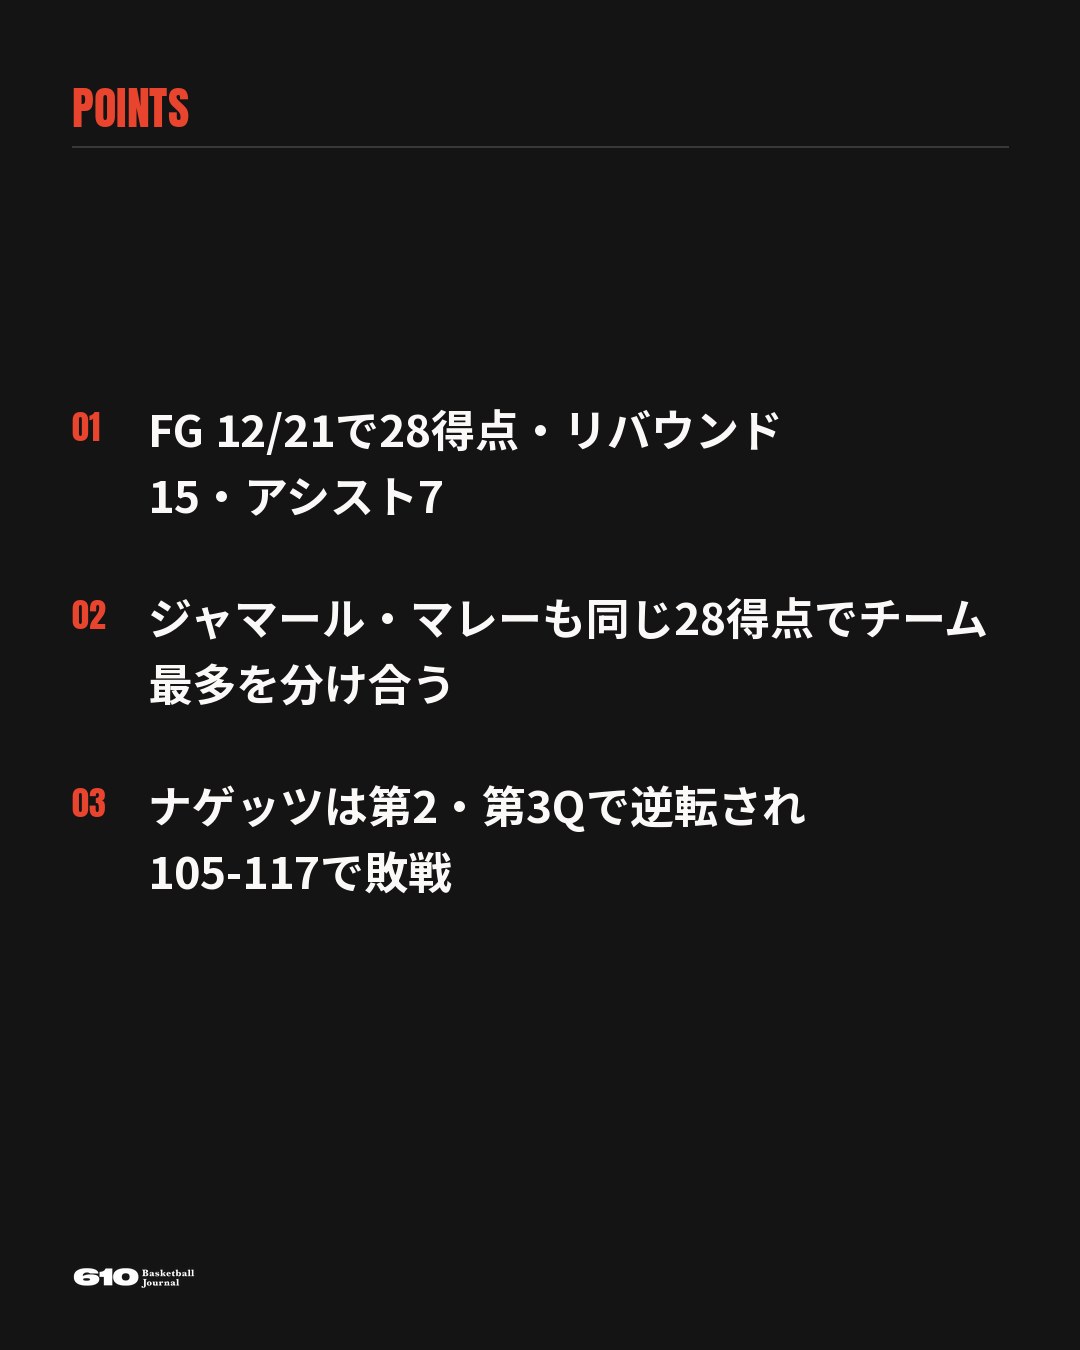 POINTS
01 FG 12/21で28得点・リバウンド
15・アシスト7
02 ジャマール・マレーも同じ28得点でチーム
最多を分け合う
03 ナゲッツは第2・第3Qで逆転され
105-117で敗戦
610 Basketball
Journal